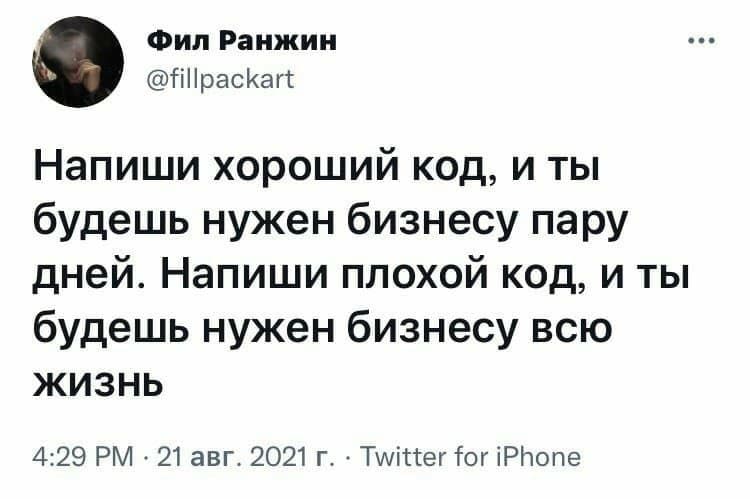 Фил Ранжин
@fillpackart
Напиши хороший код, и ты
будешь нужен бизнесу пару
дней. Напиши плохой код, и ты
будешь нужен бизнесу всю
жизнь
4:29 PM · 21 авг. 2021 г. · Twitter for iPhone